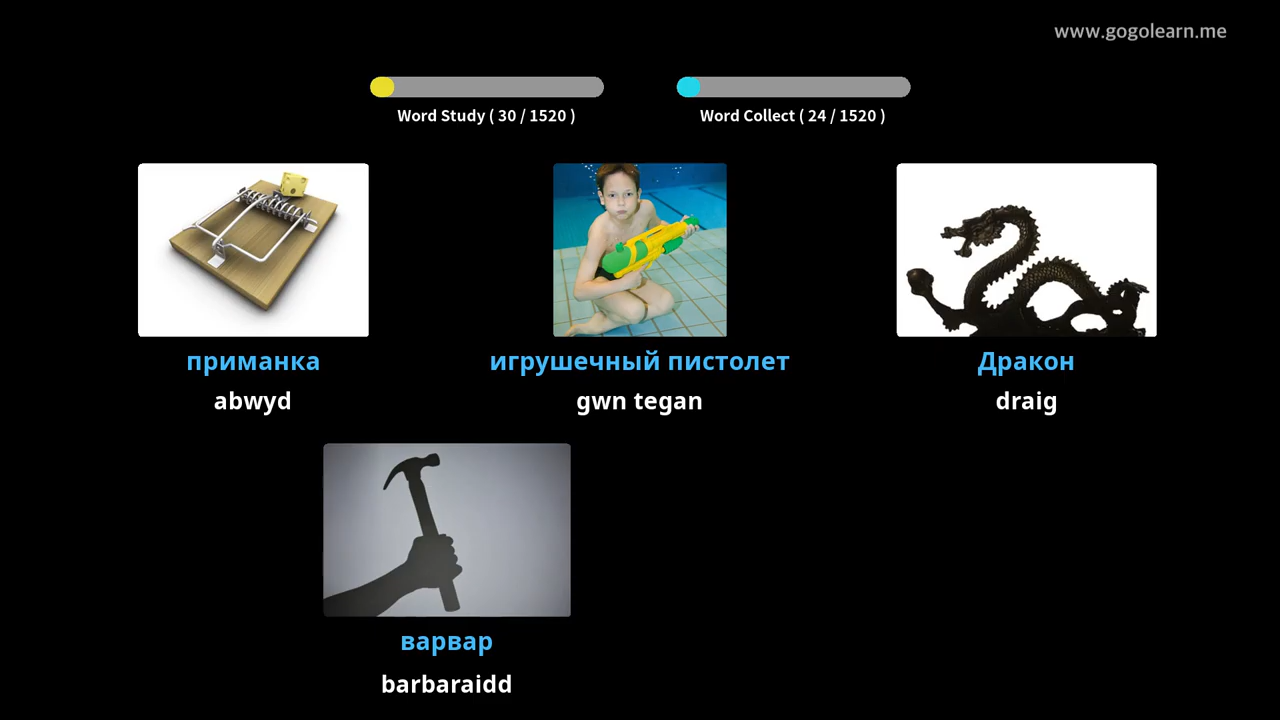 www.gogolearn.me
Word Study ( 30 / 1520 )
Word Collect ( 24 / 1520 )
приманка
игрушечный пистолет
Дракон
abwyd
gwn tegan
draig
варвар
barbaraidd